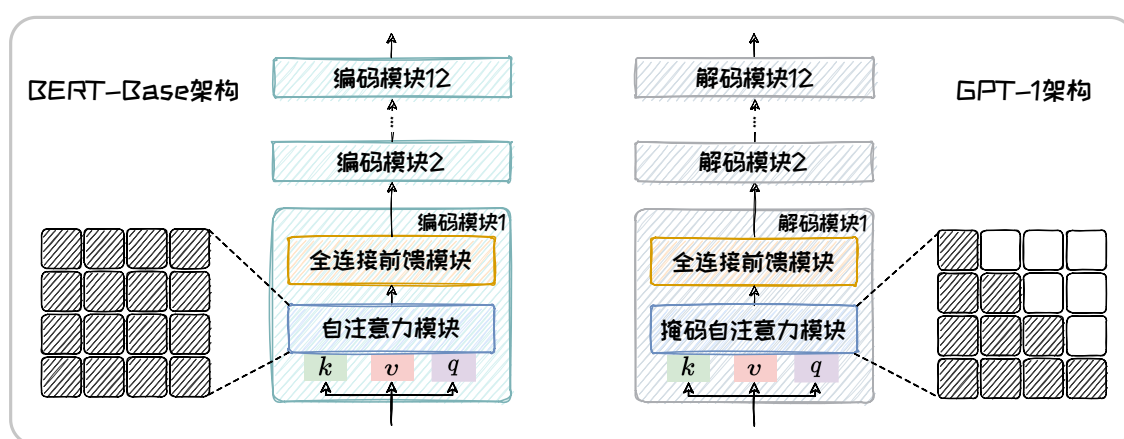 BERT-Base架构
编码模块12
...
编码模块2
编码模块1
全连接前馈模块
自注意力模块
k
v
q
解码模块12
...
解码模块2
解码模块1
全连接前馈模块
掩码自注意力模块
k
v
q
GPT-1架构